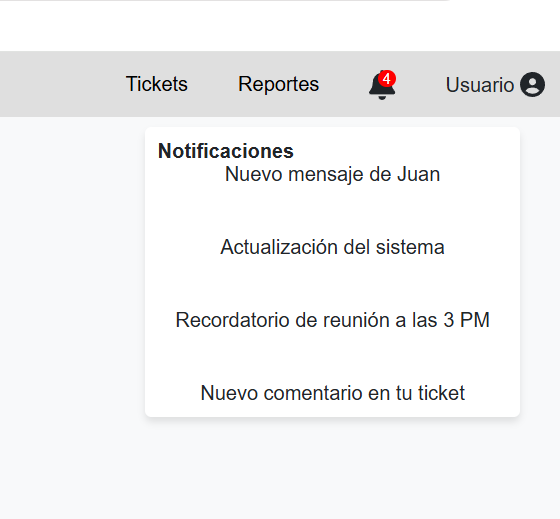 Tickets Reportes 4 Usuario
Notificaciones
Nuevo mensaje de Juan
Actualización del sistema
Recordatorio de reunión a las 3 PM
Nuevo comentario en tu ticket